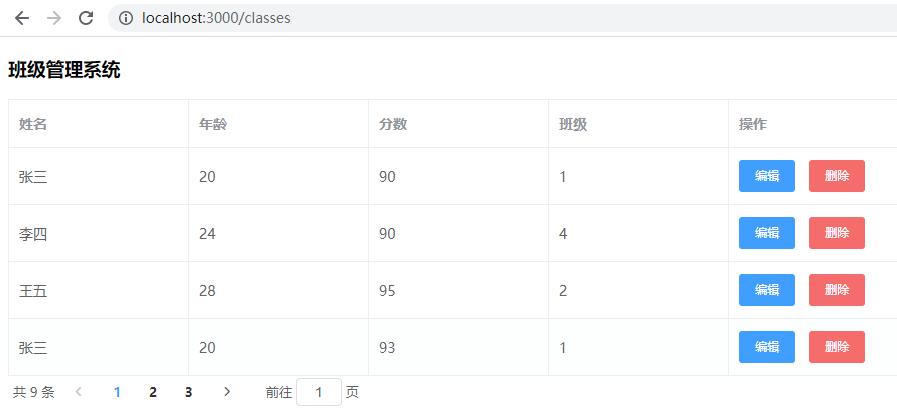 localhost:3000/classes
班级管理系统
姓名 年龄 分数 班级 操作
张三 20 90 1 编辑 删除
李四 24 90 4 编辑 删除
王五 28 95 2 编辑 删除
张三 20 93 1 编辑 删除
共 9 条 1 2 3 前往 1 页